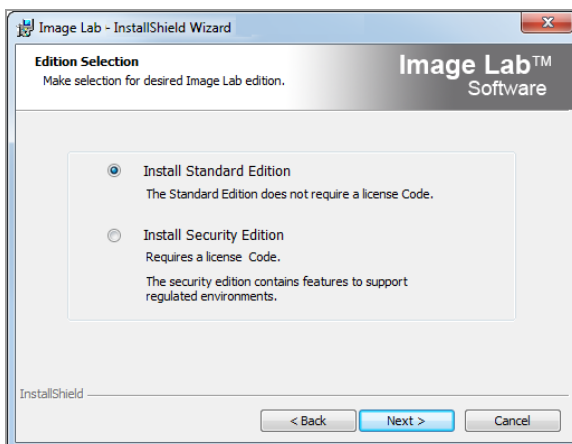 Image Lab - InstallShield Wizard
Edition Selection
Make selection for desired Image Lab edition.
Image Lab™
Software
Install Standard Edition
The Standard Edition does not require a license Code.
Install Security Edition
Requires a license Code.
The security edition contains features to support
regulated environments.
InstallShield
< Back
Next >
Cancel